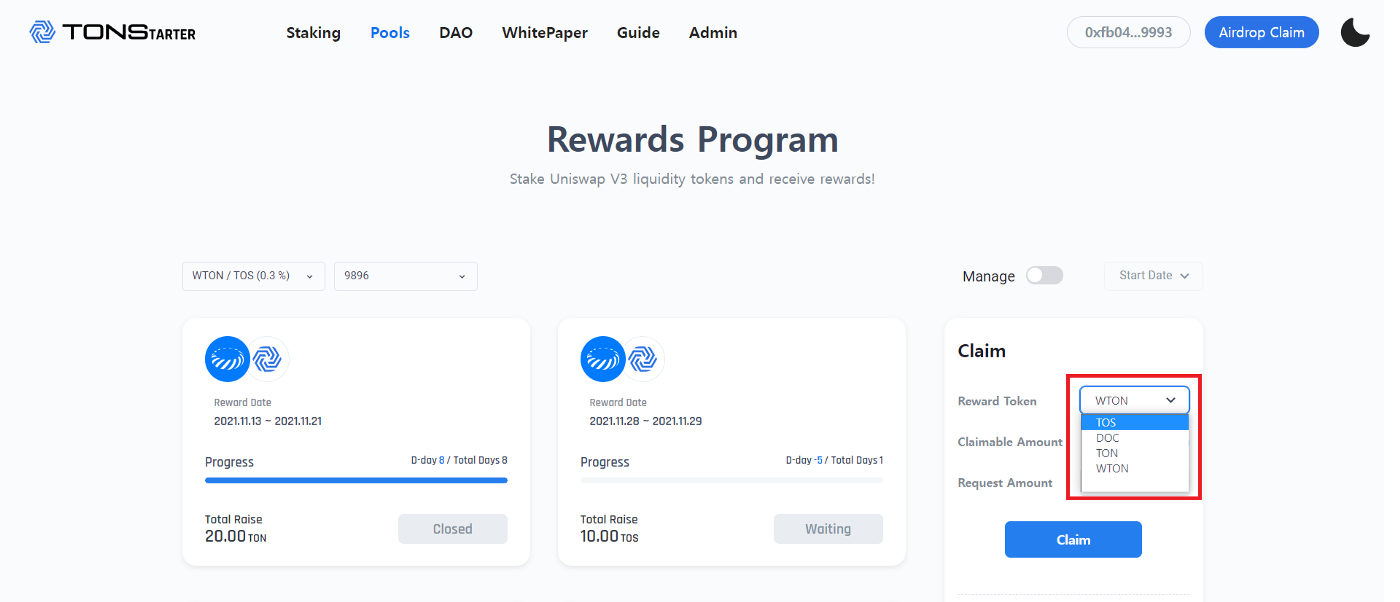 TONSTARTER Staking Pools DAO WhitePaper Guide Admin 0xfb04...9993 Airdrop Claim
Rewards Program
Stake Uniswap V3 liquidity tokens and receive rewards!
WTON / TOS (0.3 %) 9896 Manage Start Date
Reward Date
2021.11.13 ~ 2021.11.21
Progress D-day 8 / Total Days 8
Total Raise
20.00 TON
Closed
Reward Date
2021.11.28 ~ 2021.11.29
Progress D-day -5 / Total Days 1
Total Raise
10.00 TOS
Waiting
Claim
Reward Token WTON
TOS
DOC
TON
WTON
Claimable Amount
Request Amount
Claim